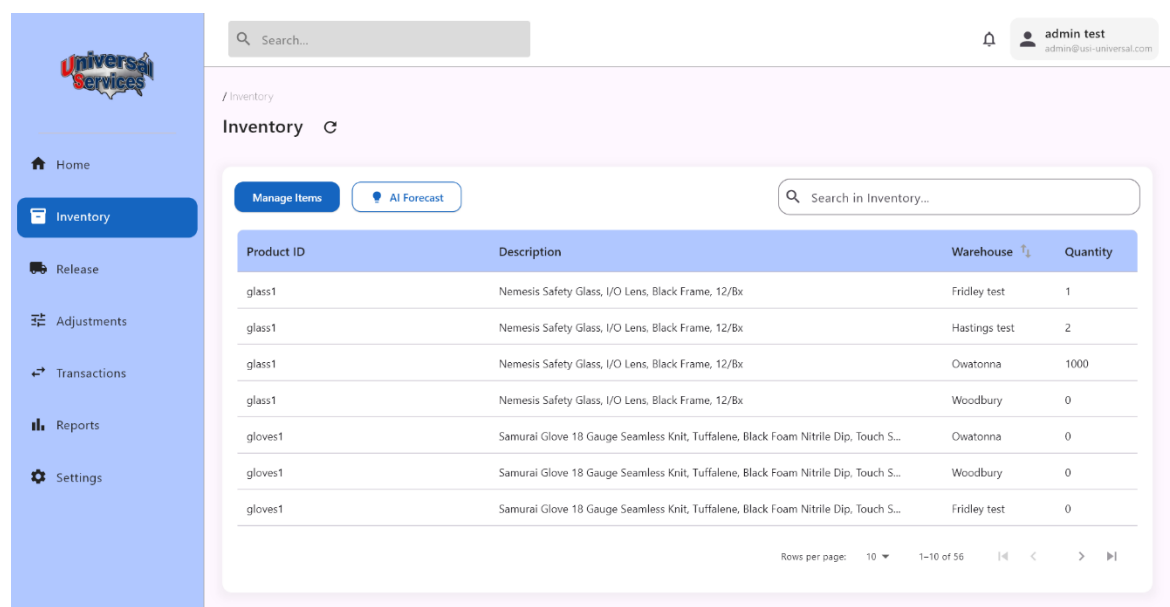 Universal
Services
Search...
admin test
admin@usi-universal.com
/ Inventory
Inventory
Home
Inventory
Release
Adjustments
Transactions
Reports
Settings
Manage Items AI Forecast Search in Inventory...
Product ID Description Warehouse Quantity
glass1 Nemesis Safety Glass, I/O Lens, Black Frame, 12/Bx Fridley test 1
glass1 Nemesis Safety Glass, I/O Lens, Black Frame, 12/Bx Hastings test 2
glass1 Nemesis Safety Glass, I/O Lens, Black Frame, 12/Bx Owatonna 1000
glass1 Nemesis Safety Glass, I/O Lens, Black Frame, 12/Bx Woodbury 0
gloves1 Samurai Glove 18 Gauge Seamless Knit, Tuffalene, Black Foam Nitrile Dip, Touch S... Owatonna 0
gloves1 Samurai Glove 18 Gauge Seamless Knit, Tuffalene, Black Foam Nitrile Dip, Touch S... Woodbury 0
gloves1 Samurai Glove 18 Gauge Seamless Knit, Tuffalene, Black Foam Nitrile Dip, Touch S... Fridley test 0
Rows per page: 10 1–10 of 56